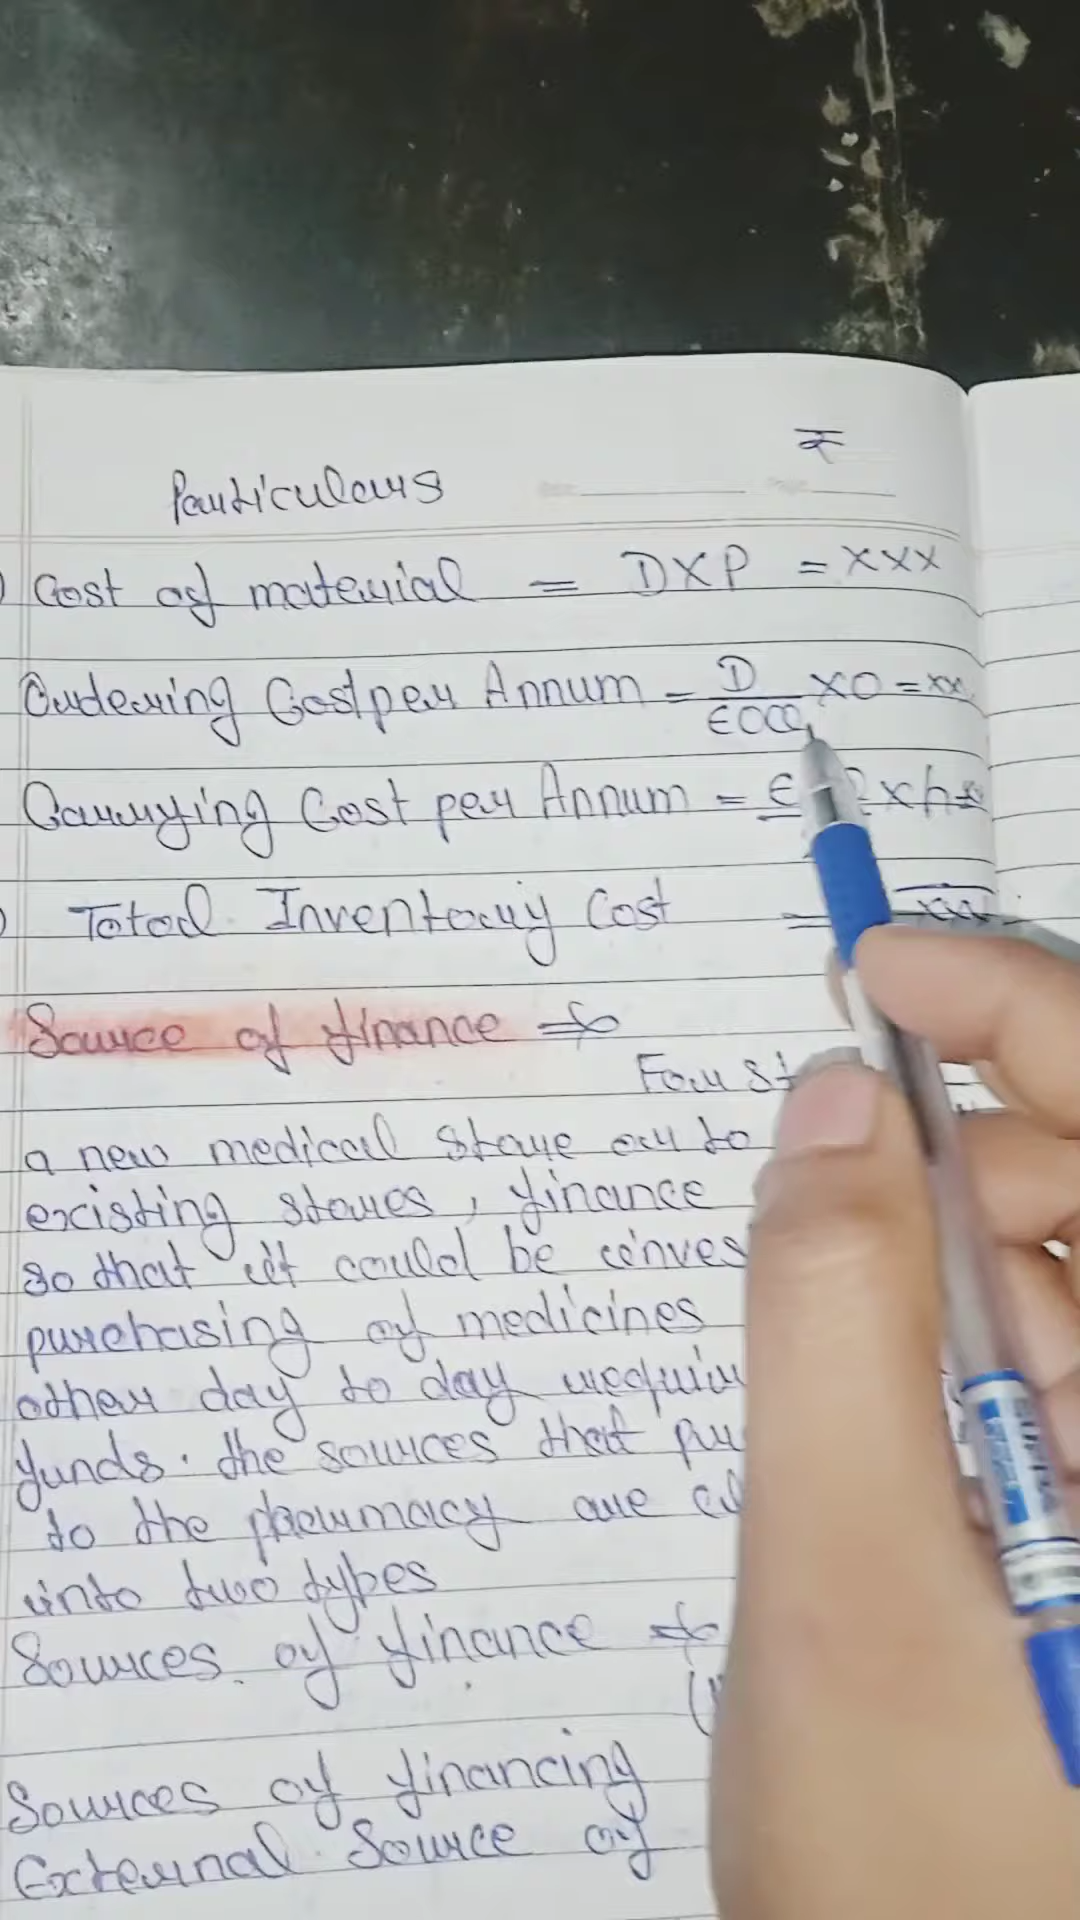 ₹
Particulars
Cost of material = D X P = xxx
Ordering Cost per Annum = D/EOQ X O = xx
Carrying Cost per Annum = X h
Total Inventory Cost =
Source of finance ⇒
For
a new medical store or to
existing stores, finance
so that it could be
purchasing of medicines
other day to day
funds. the sources that
to the pharmacy are
into two types
Sources of finance ⇒
Sources of financing
External Source of